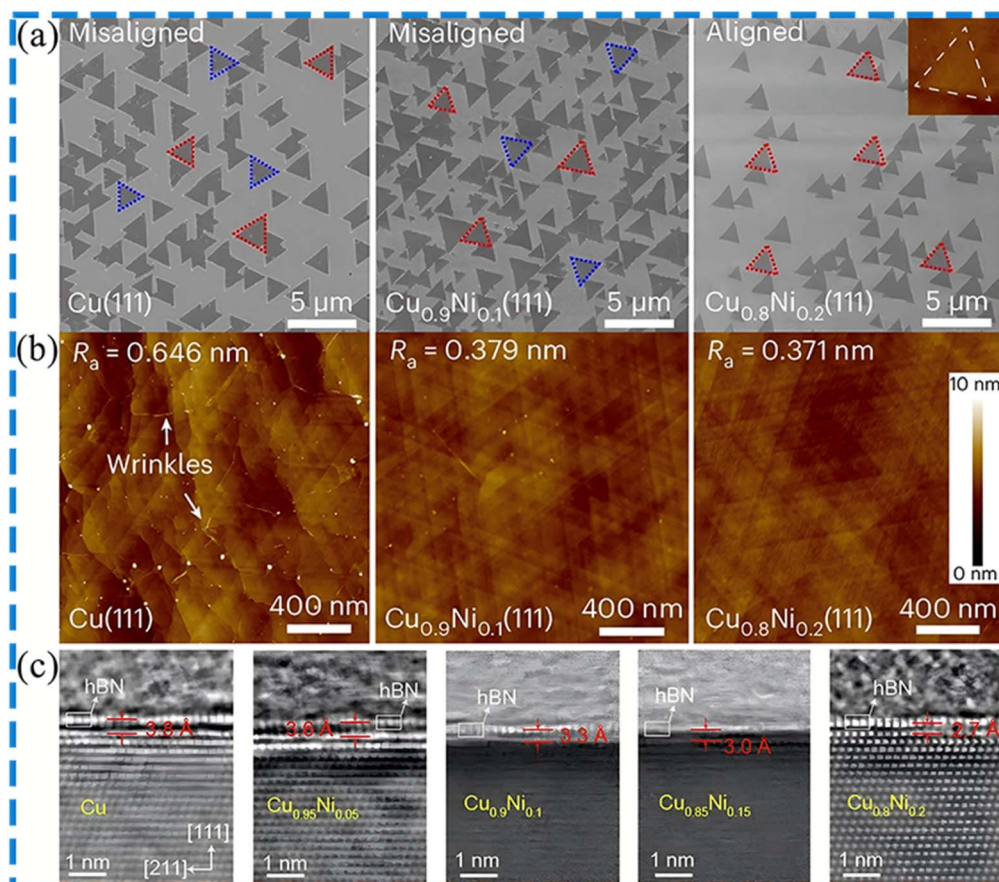 (a)
Misaligned
Misaligned
Aligned
Cu(111)
5 μm
Cu₀.₉Ni₀.₁(111)
5 μm
Cu₀.₈Ni₀.₂(111)
5 μm
(b)
Rₐ = 0.646 nm
Rₐ = 0.379 nm
Rₐ = 0.371 nm
10 nm
0 nm
Wrinkles
Cu(111)
400 nm
Cu₀.₉Ni₀.₁(111)
400 nm
Cu₀.₈Ni₀.₂(111)
400 nm
(c)
hBN
3.8 Å
Cu
[111]
[211]
1 nm
hBN
Cu₀.₉₅Ni₀.₀₅
1 nm
hBN
3.3 Å
Cu₀.₉Ni₀.₁
1 nm
hBN
3.0 Å
Cu₀.₈₅Ni₀.₁₅
1 nm
hBN
2.7 Å
Cu₀.₈Ni₀.₂
1 nm